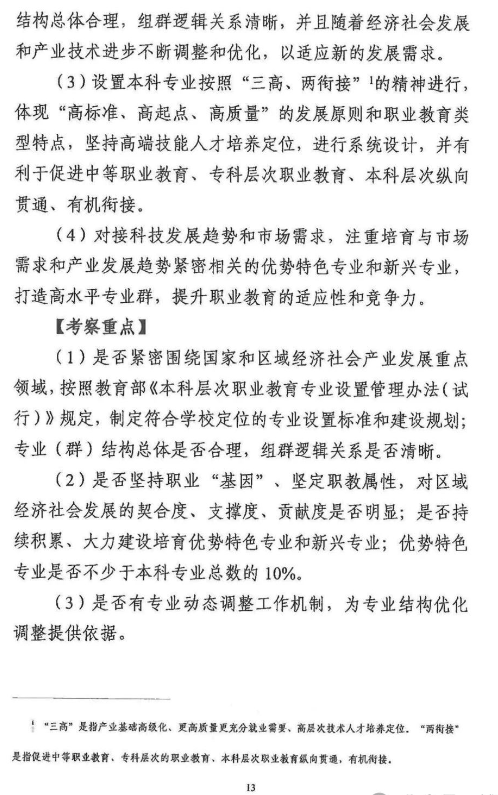 结构总体合理，组群逻辑关系清晰，并且随着经济社会发展
和产业技术进步不断调整和优化，以适应新的发展需求。
（3）设置本科专业按照“三高、两衔接”1的精神进行，
体现“高标准、高起点、高质量”的发展原则和职业教育类
型特点，坚持高端技能人才培养定位，进行系统设计，并有
利于促进中等职业教育、专科层次职业教育、本科层次纵向
贯通、有机衔接。
（4）对接科技发展趋势和市场需求，注重培育与市场
需求和产业发展趋势紧密相关的优势特色专业和新兴专业，
打造高水平专业群，提升职业教育的适应性和竞争力。
【考察重点】
（1）是否紧密围绕国家和区域经济社会产业发展重点
领域，按照教育部《本科层次职业教育专业设置管理办法（试
行）》规定，制定符合学校定位的专业设置标准和建设规划；
专业（群）结构总体是否合理，组群逻辑关系是否清晰。
（2）是否坚持职业“基因”、坚定职教属性，对区域
经济社会发展的契合度、支撑度、贡献度是否明显；是否持
续积累、大力建设培育优势特色专业和新兴专业；优势特色
专业是否不少于本科专业总数的 10%。
（3）是否有专业动态调整工作机制，为专业结构优化
调整提供依据。
1 “三高”是指产业基础高级化、更高质量更充分就业需要、高层次技术人才培养定位。“两衔接”
是指促进中等职业教育、专科层次的职业教育、本科层次职业教育纵向贯通，有机衔接。
13